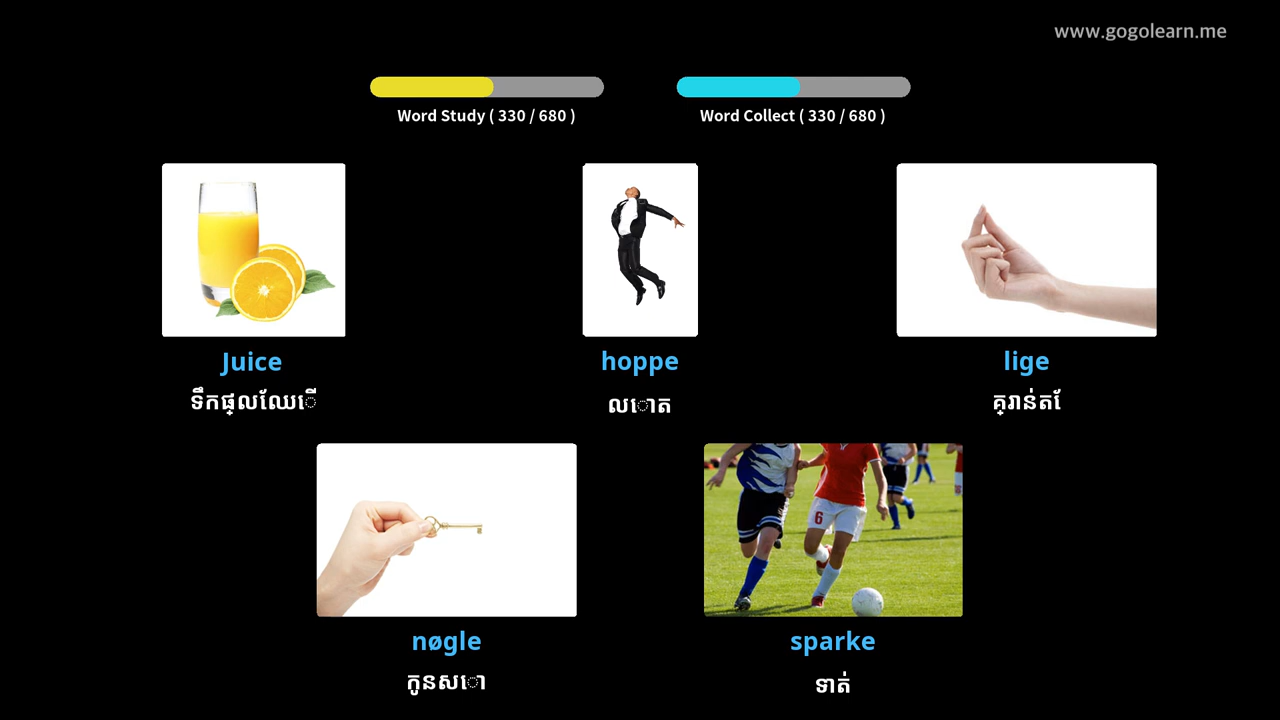 www.gogolearn.me
Word Study ( 330 / 680 )
Word Collect ( 330 / 680 )
Juice
ទឹកផ្លែឈើ
hoppe
លោត
lige
គ្រាន់តែ
nøgle
កូនសោ
sparke
ទាត់